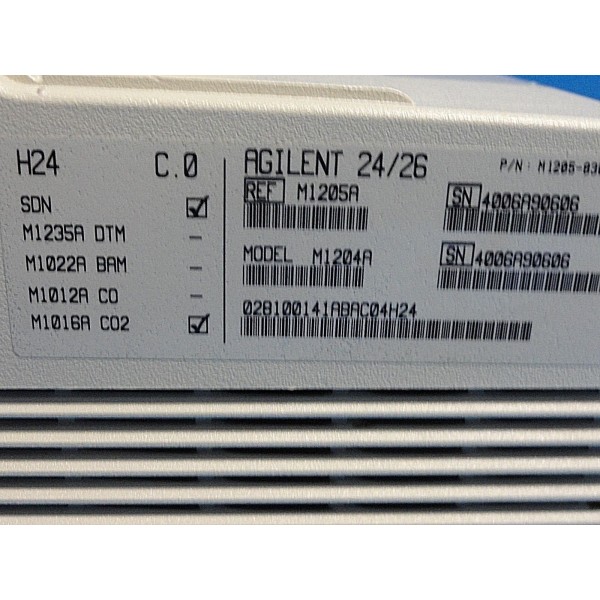 H24 C.0
SDN
M1235A DTM -
M1022A BAM -
M1012A CO -
M1016A CO2
AGILENT 24/26
P/N: M1205-830
REF M1205A
SN 4006A90606
MODEL M1204A
SN 4006A90606
028100141ABAC04H24